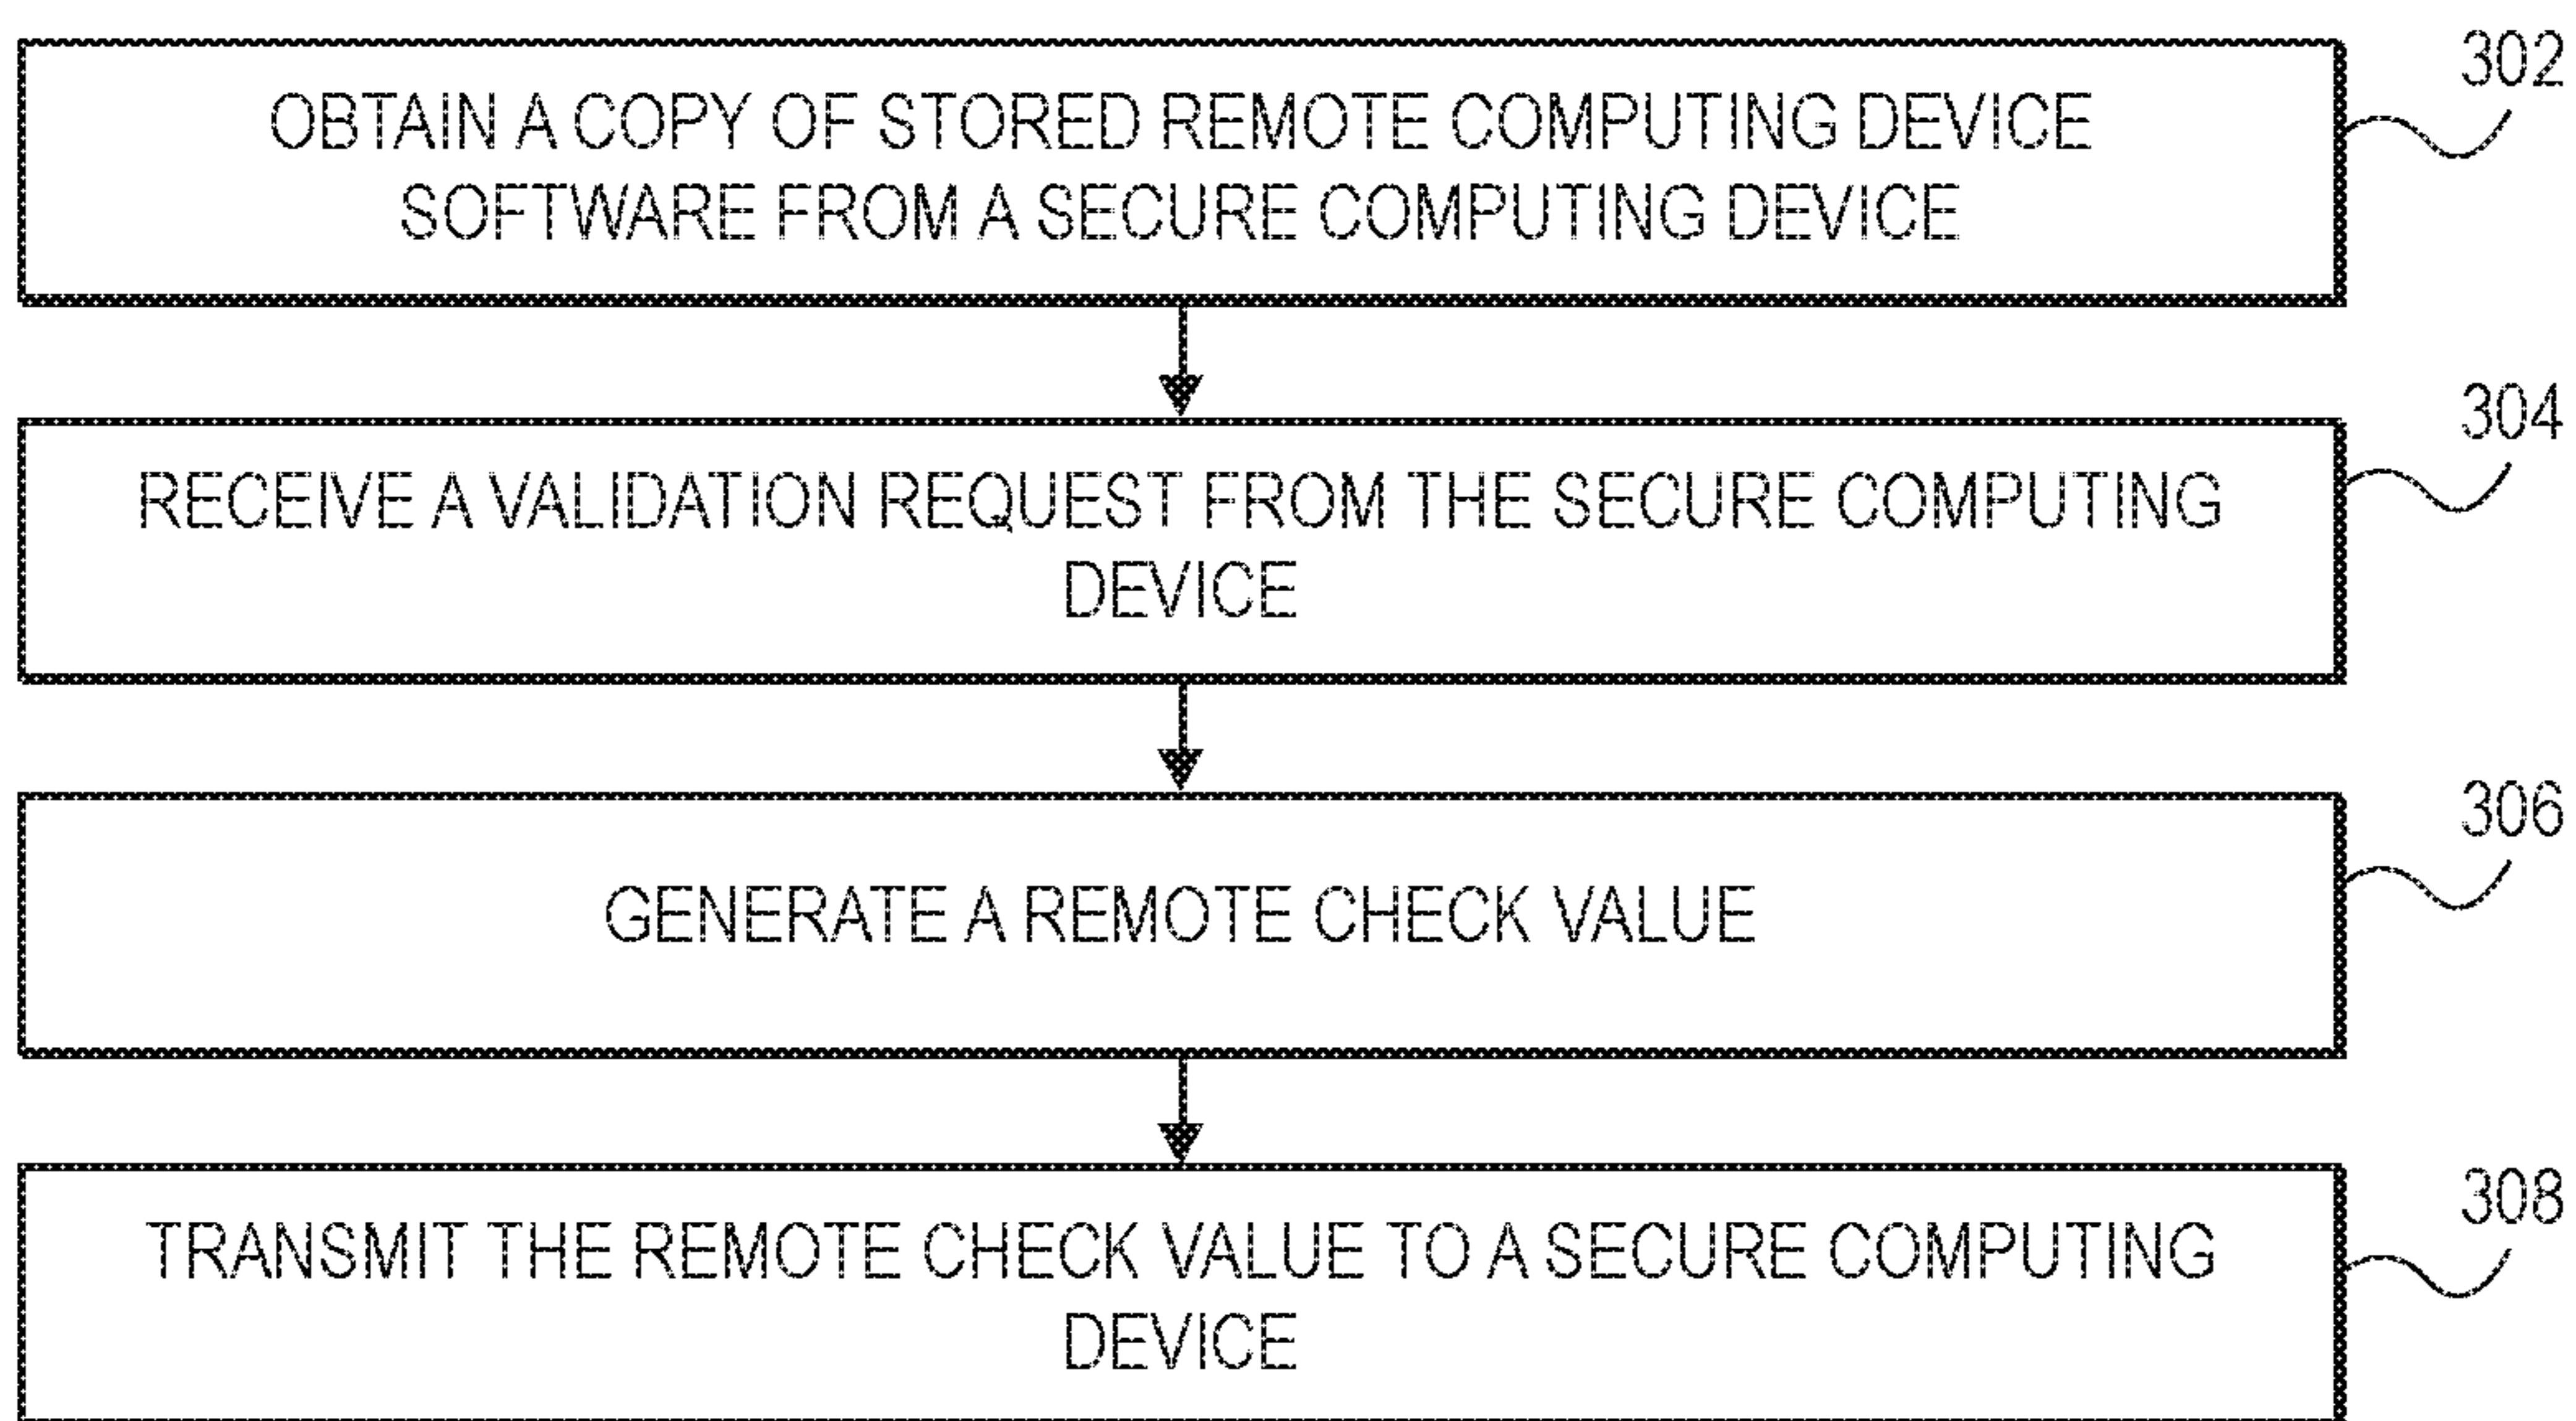 302
OBTAIN A COPY OF STORED REMOTE COMPUTING DEVICE
SOFTWARE FROM A SECURE COMPUTING DEVICE
304
RECEIVE A VALIDATION REQUEST FROM THE SECURE COMPUTING
DEVICE
306
GENERATE A REMOTE CHECK VALUE
308
TRANSMIT THE REMOTE CHECK VALUE TO A SECURE COMPUTING
DEVICE